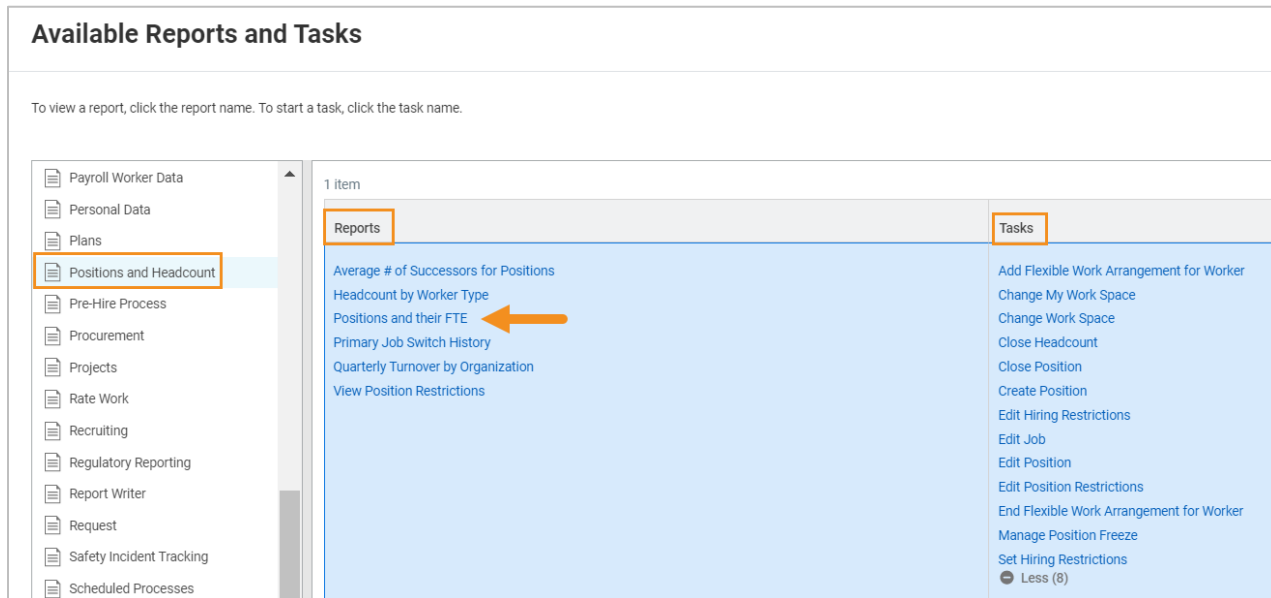 Available Reports and Tasks
To view a report, click the report name. To start a task, click the task name.
Payroll Worker Data
Personal Data
Plans
Positions and Headcount
Pre-Hire Process
Procurement
Projects
Rate Work
Recruiting
Regulatory Reporting
Report Writer
Request
Safety Incident Tracking
Scheduled Processes
1 item
Reports
Average # of Successors for Positions
Headcount by Worker Type
Positions and their FTE
Primary Job Switch History
Quarterly Turnover by Organization
View Position Restrictions
Tasks
Add Flexible Work Arrangement for Worker
Change My Work Space
Change Work Space
Close Headcount
Close Position
Create Position
Edit Hiring Restrictions
Edit Job
Edit Position
Edit Position Restrictions
End Flexible Work Arrangement for Worker
Manage Position Freeze
Set Hiring Restrictions
Less (8)